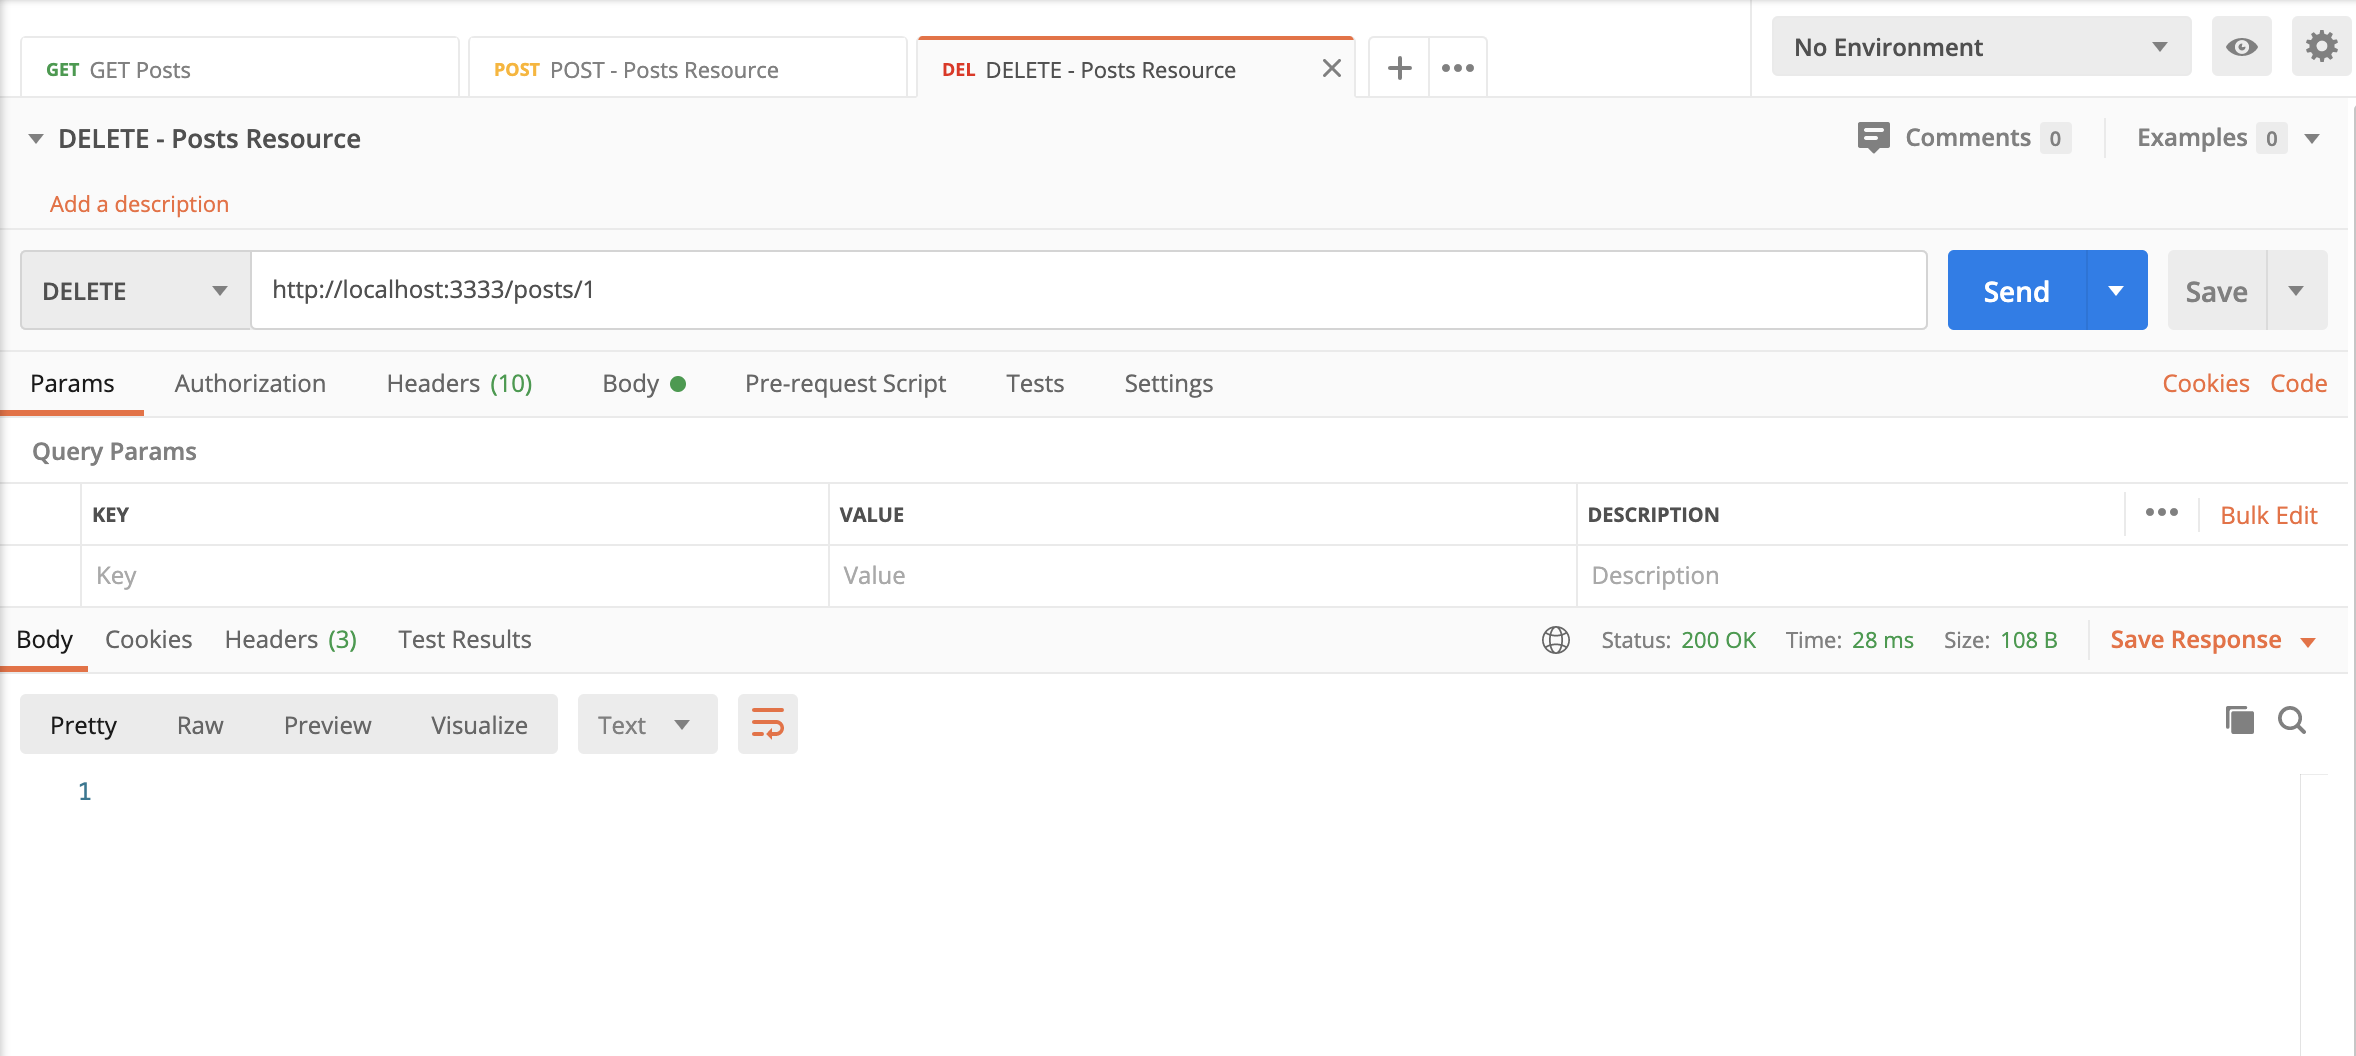 GET GET Posts POST POST - Posts Resource DEL DELETE - Posts Resource No Environment
DELETE - Posts Resource Comments 0 Examples 0
Add a description
DELETE http://localhost:3333/posts/1 Send Save
Params Authorization Headers (10) Body Pre-request Script Tests Settings Cookies Code
Query Params
KEY VALUE DESCRIPTION Bulk Edit
Key Value Description
Body Cookies Headers (3) Test Results Status: 200 OK Time: 28 ms Size: 108 B Save Response
Pretty Raw Preview Visualize Text
1